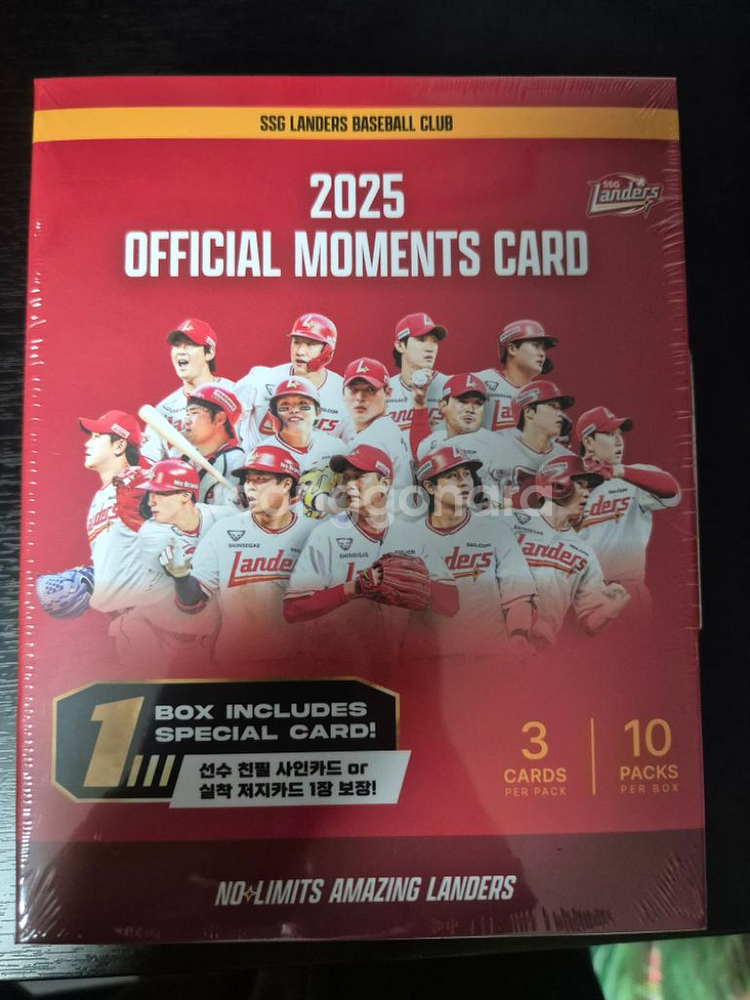 SSG LANDERS BASEBALL CLUB
SSG
Landers
2025
OFFICIAL MOMENTS CARD
SHINSEGAE
Landers
1
BOX INCLUDES
SPECIAL CARD!
선수 친필 사인카드 or
실착 저지카드 1장 보장!
3
CARDS
PER PACK
10
PACKS
PER BOX
NO LIMITS AMAZING LANDERS